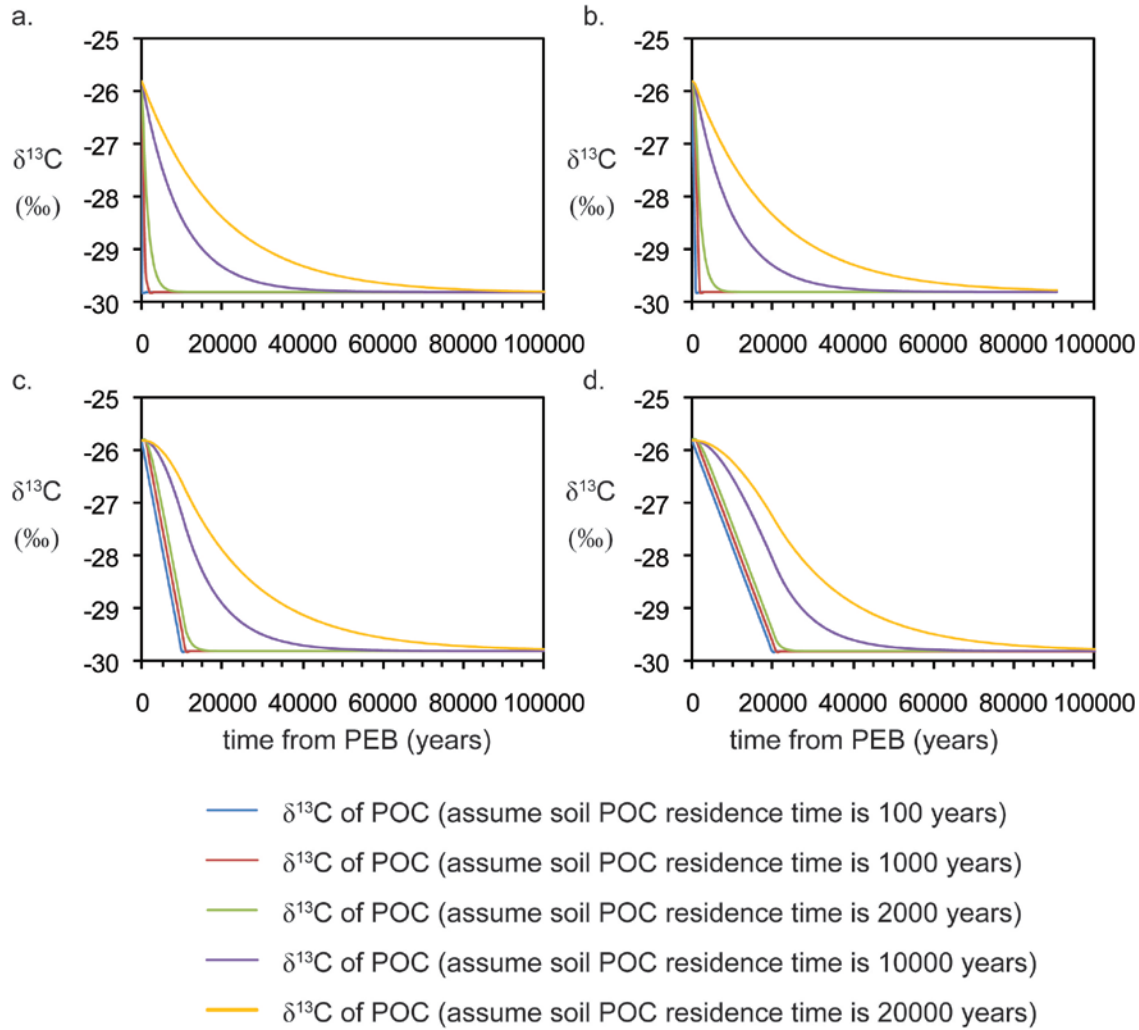 a.
b.
-25
-26
-27
δ¹³C
-28
(‰)
-29
-30
0 20000 40000 60000 80000 100000
-25
-26
-27
δ¹³C
-28
(‰)
-29
-30
0 20000 40000 60000 80000 100000
c.
d.
-25
-26
-27
δ¹³C
-28
(‰)
-29
-30
0 20000 40000 60000 80000 100000
time from PEB (years)
-25
-26
-27
δ¹³C
-28
(‰)
-29
-30
0 20000 40000 60000 80000 100000
time from PEB (years)
δ¹³C of POC (assume soil POC residence time is 100 years)
δ¹³C of POC (assume soil POC residence time is 1000 years)
δ¹³C of POC (assume soil POC residence time is 2000 years)
δ¹³C of POC (assume soil POC residence time is 10000 years)
δ¹³C of POC (assume soil POC residence time is 20000 years)